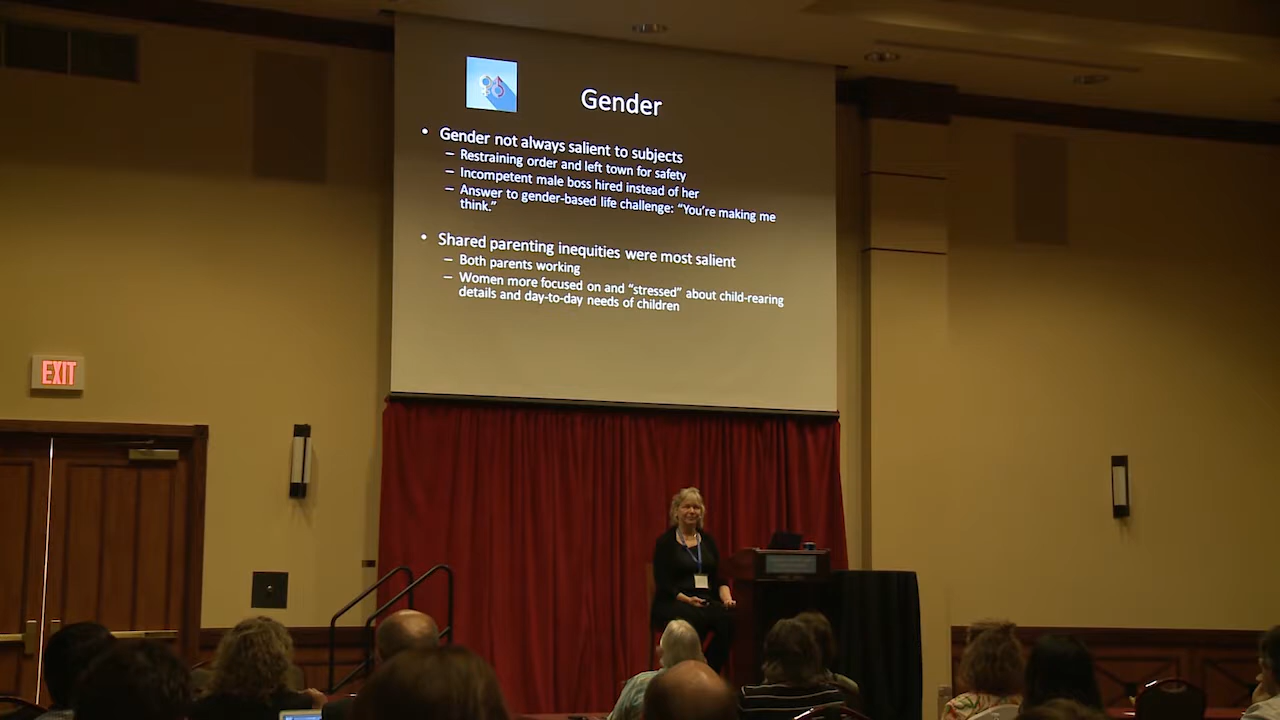 Gender
• Gender not always salient to subjects
– Restraining order and left town for safety
– Incompetent male boss hired instead of her
– Answer to gender-based life challenge: “You’re making me
think.”
• Shared parenting inequities were most salient
– Both parents working
– Women more focused on and “stressed” about child-rearing
details and day-to-day needs of children
EXIT